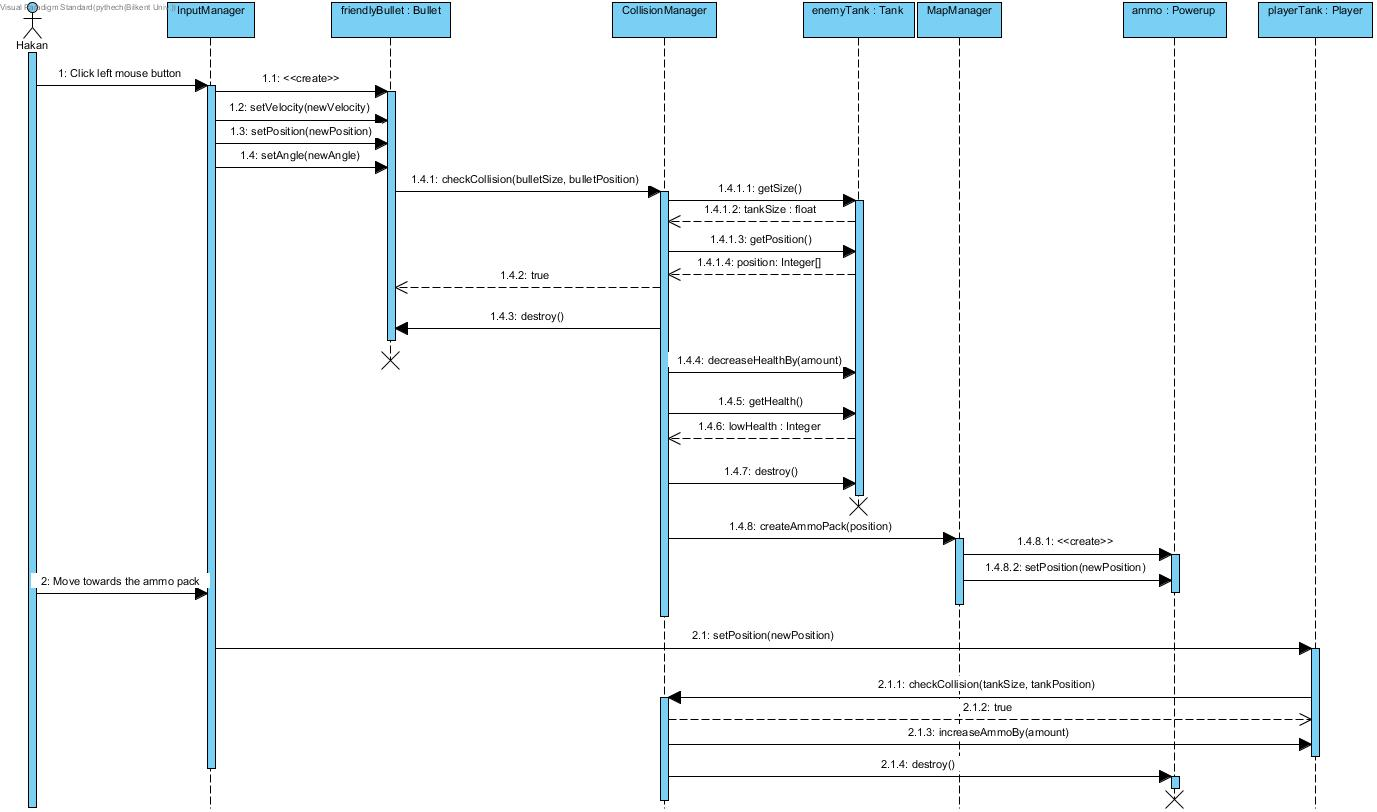 Visual Paradigm Standard(pythech(Bilkent Univ.
InputManager
friendlyBullet : Bullet
CollisionManager
enemyTank : Tank
MapManager
ammo : Powerup
playerTank : Player
Hakan
1: Click left mouse button
1.1: <<create>>
1.2: setVelocity(newVelocity)
1.3: setPosition(newPosition)
1.4: setAngle(newAngle)
1.4.1: checkCollision(bulletSize, bulletPosition)
1.4.1.1: getSize()
1.4.1.2: tankSize : float
1.4.1.3: getPosition()
1.4.1.4: position: Integer[]
1.4.2: true
1.4.3: destroy()
1.4.4: decreaseHealthBy(amount)
1.4.5: getHealth()
1.4.6: lowHealth : Integer
1.4.7: destroy()
1.4.8: createAmmoPack(position)
1.4.8.1: <<create>>
1.4.8.2: setPosition(newPosition)
2: Move towards the ammo pack
2.1: setPosition(newPosition)
2.1.1: checkCollision(tankSize, tankPosition)
2.1.2: true
2.1.3: increaseAmmoBy(amount)
2.1.4: destroy()